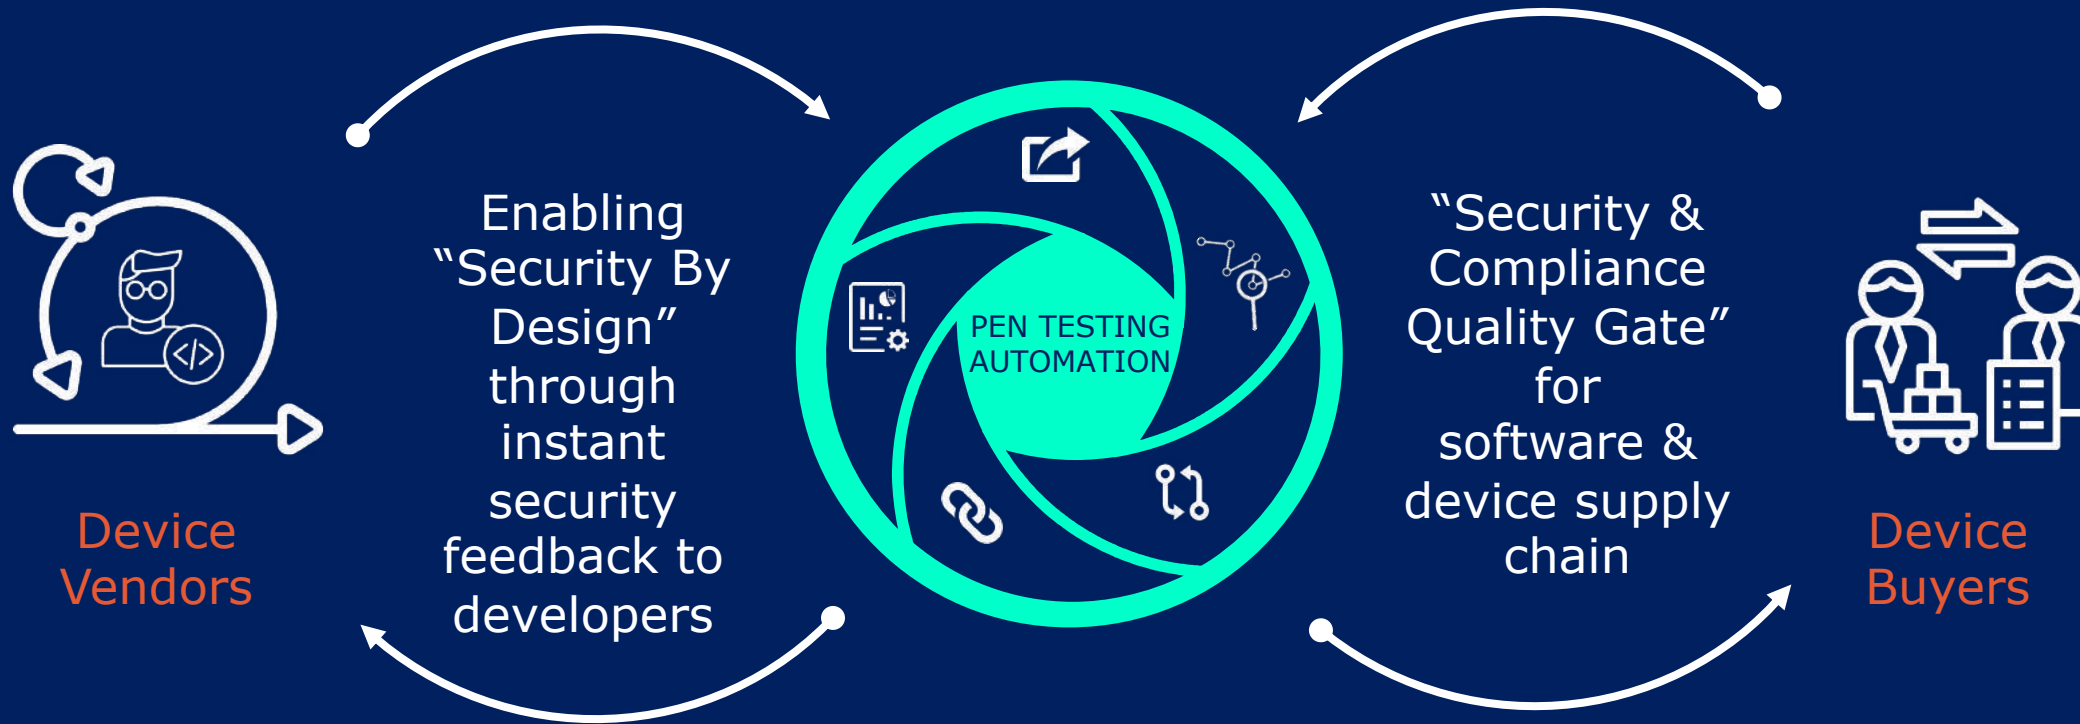 Enabling
“Security By
Design”
through
instant
security
feedback to
developers
Device
Vendors
PEN TESTING
AUTOMATION
“Security &
Compliance
Quality Gate”
for
software &
device supply
chain
Device
Buyers